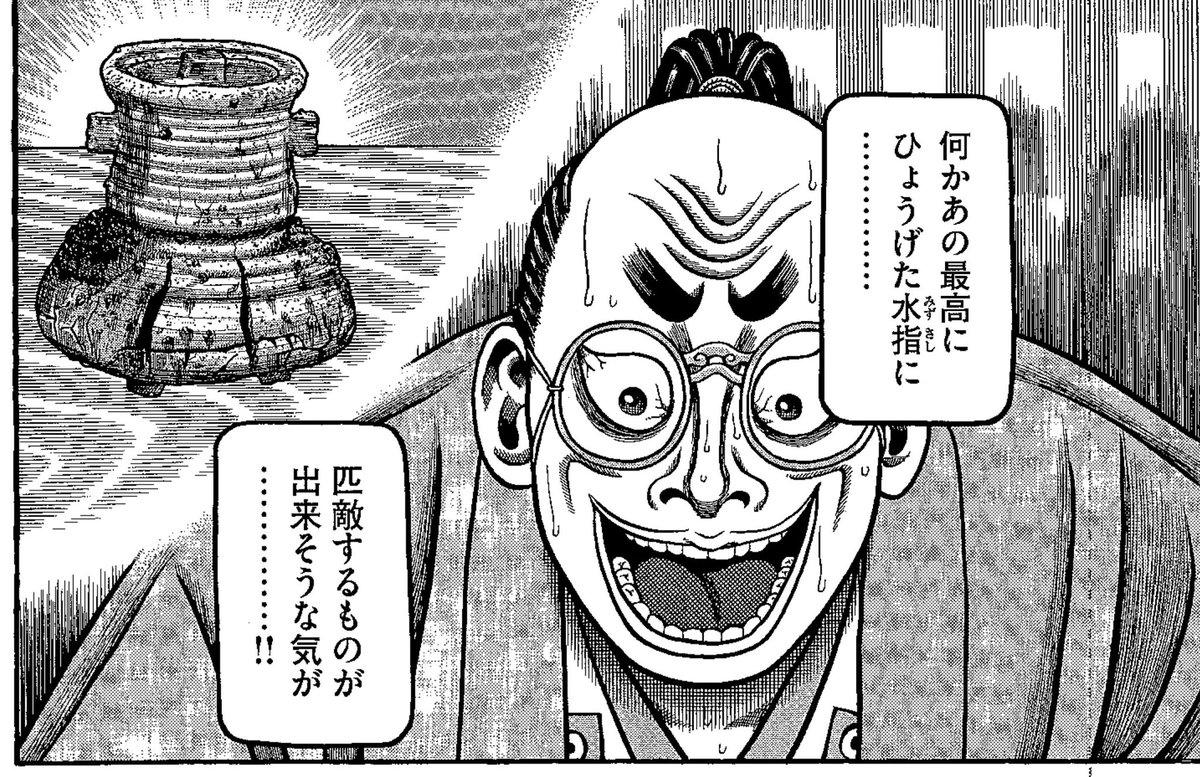 何かあの最高に
ひょうげた水指に
…………
匹敵するものが
出来そうな気が
…………!!